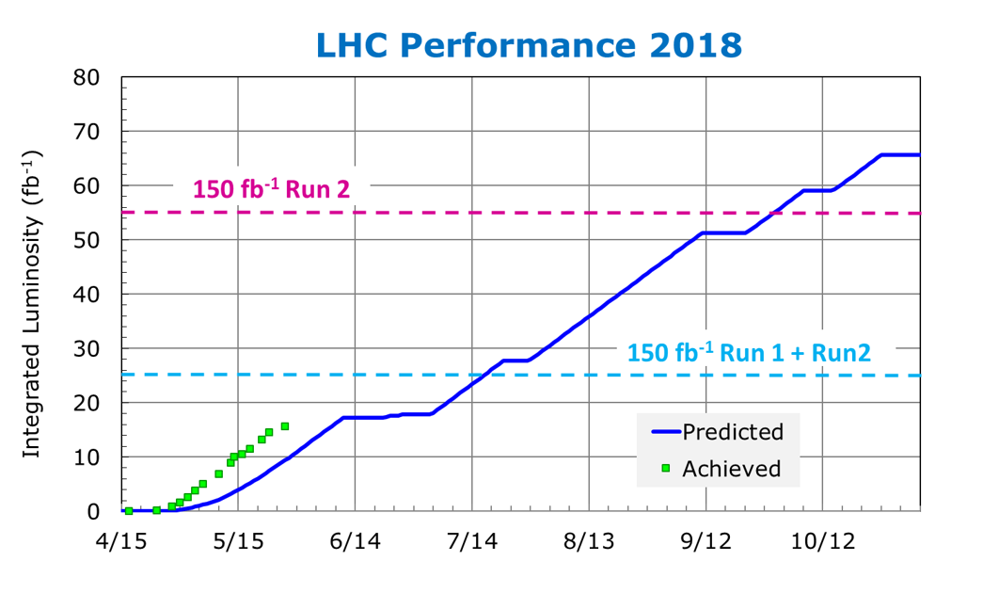 LHC Performance 2018
Integrated Luminosity (fb⁻¹)
80
70
60
50
40
30
20
10
0
150 fb⁻¹ Run 2
150 fb⁻¹ Run 1 + Run2
Predicted
Achieved
4/15 5/15 6/14 7/14 8/13 9/12 10/12